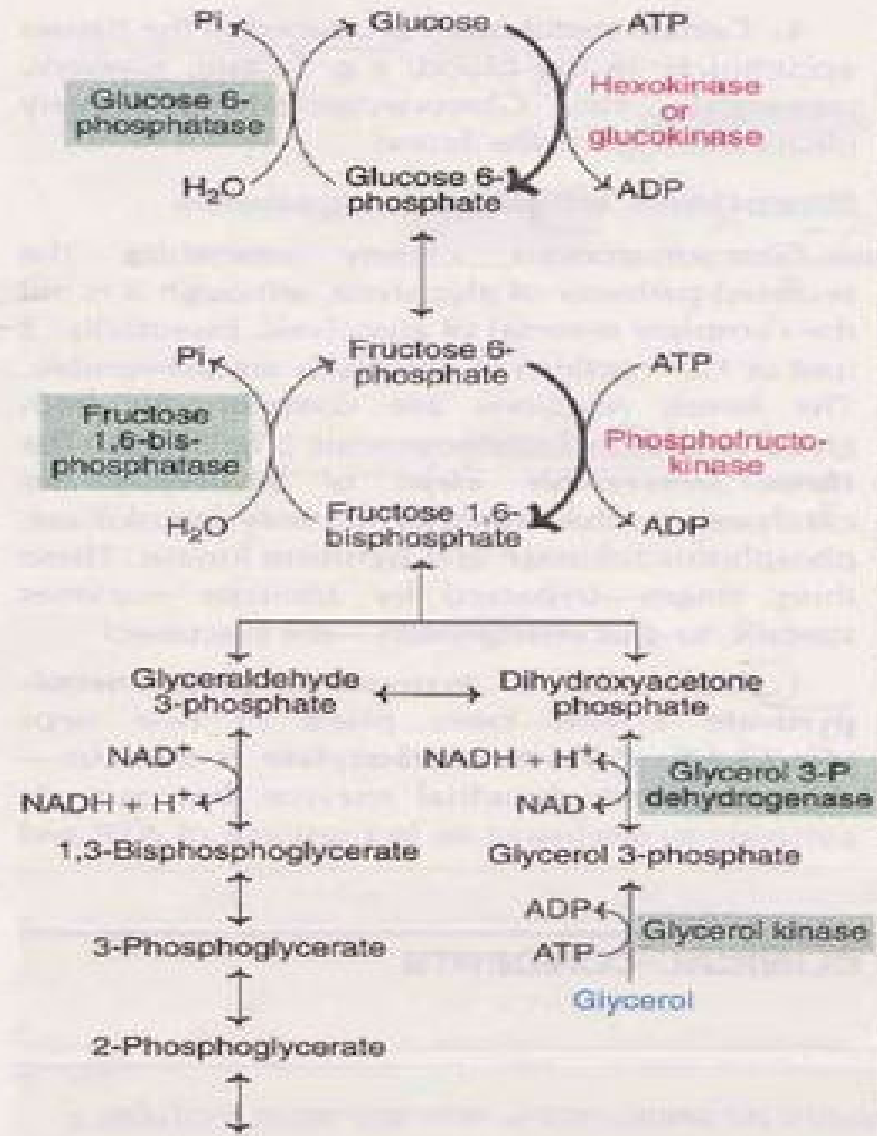 Pi
Glucose
ATP
Glucose 6-
phosphatase
Hexokinase
or
glucokinase
H₂O
Glucose 6-
phosphate
ADP
Pi
Fructose 6-
phosphate
ATP
Fructose
1,6-bis-
phosphatase
Phosphofructo-
kinase
H₂O
Fructose 1,6-
bisphosphate
ADP
Glyceraldehyde
3-phosphate
Dihydroxyacetone
phosphate
NAD⁺
NADH + H⁺
NADH + H⁺
NAD
Glycerol 3-P
dehydrogenase
1,3-Bisphosphoglycerate
Glycerol 3-phosphate
ADP
ATP
Glycerol kinase
3-Phosphoglycerate
Glycerol
2-Phosphoglycerate